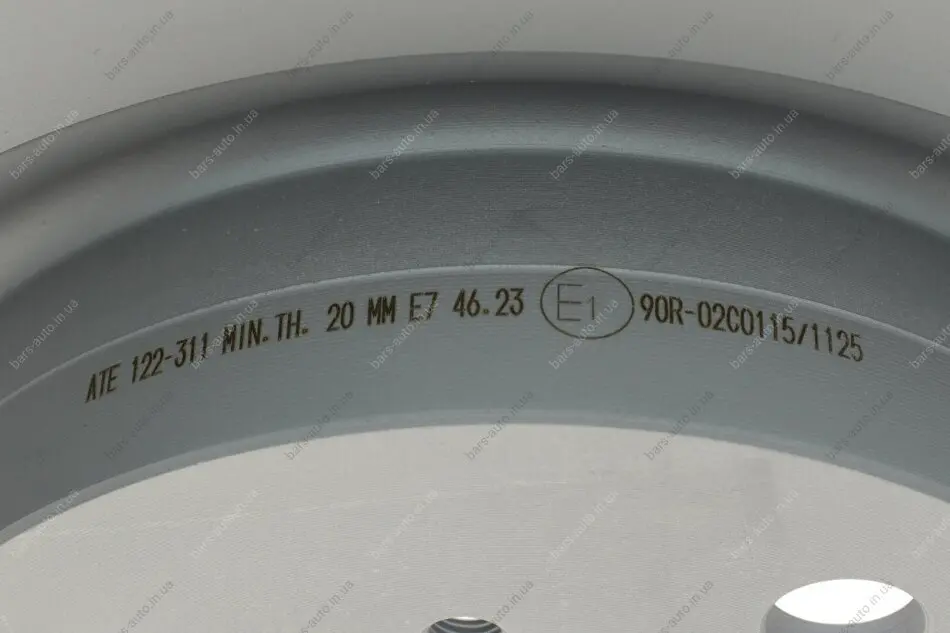 ATE 122-311 MIN.TH. 20 MM E7 46.23 E1 90R-02C0115/1125
bars-auto.in.ua